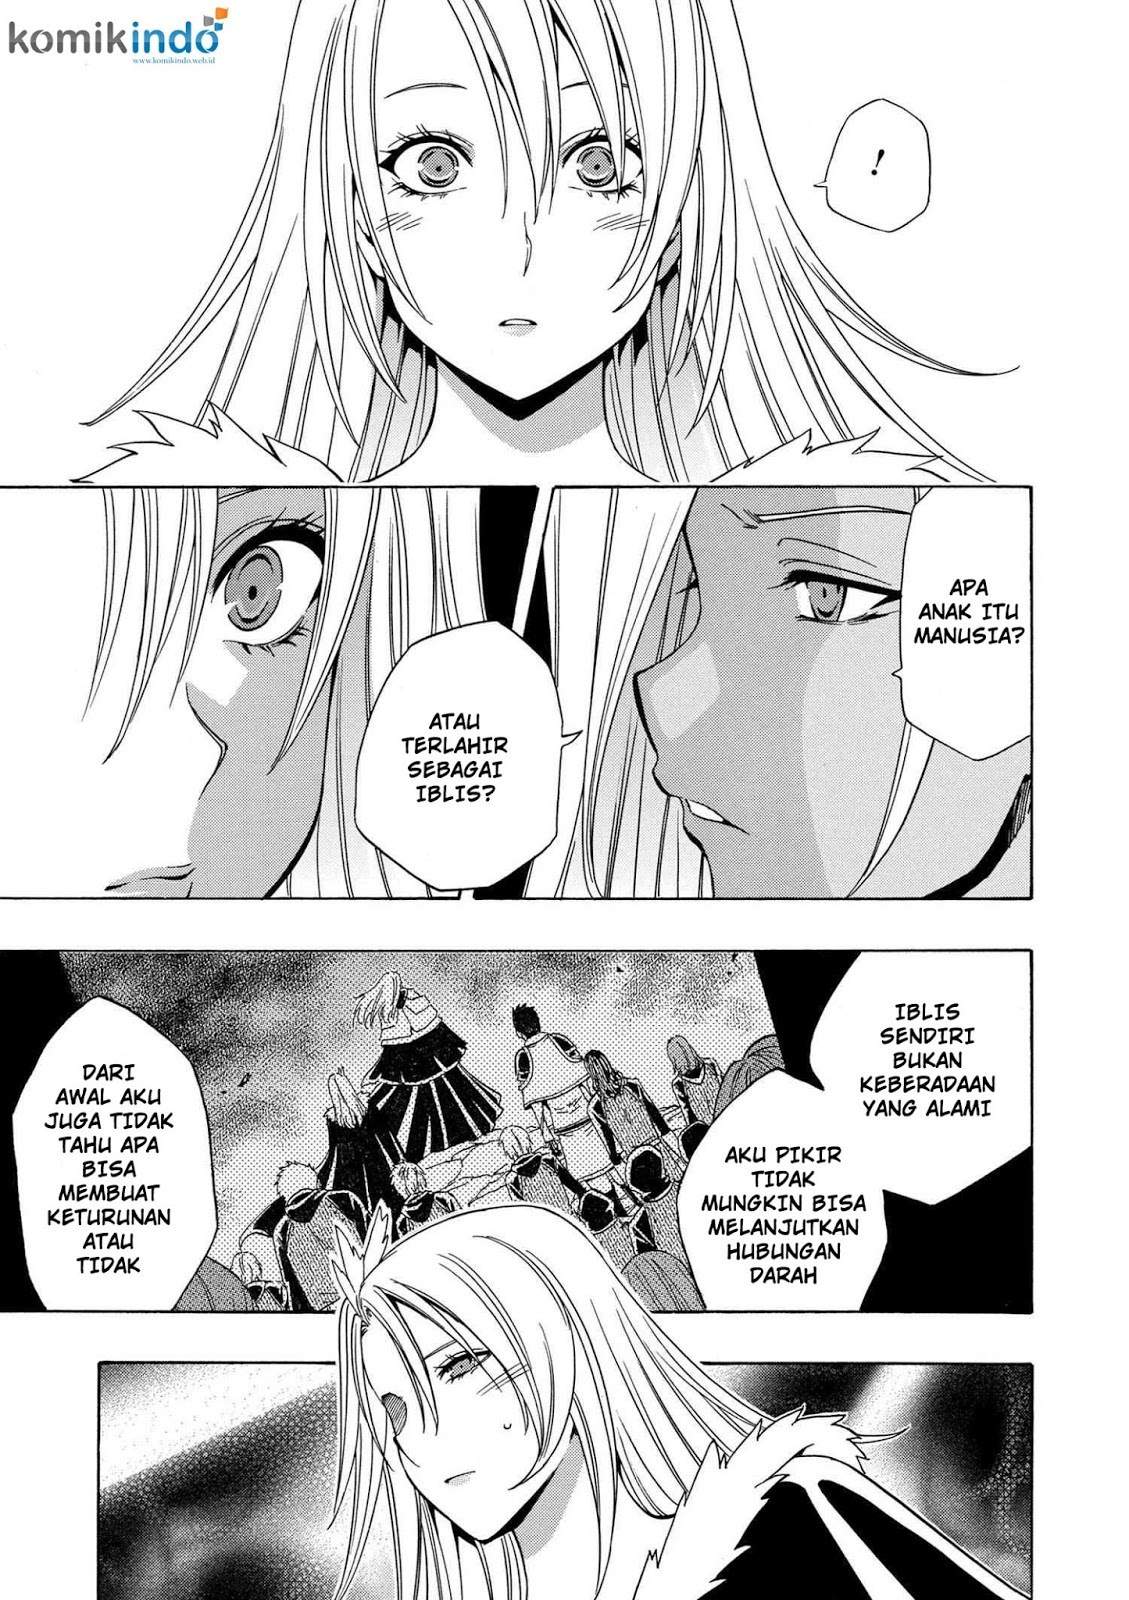 komikindo
www.komikindo.web.id
!
APA
ANAK ITU
MANUSIA?
ATAU
TERLAHIR
SEBAGAI
IBLIS?
IBLIS
SENDIRI
BUKAN
KEBERADAAN
YANG ALAMI
AKU PIKIR
TIDAK
MUNGKIN BISA
MELANJUTKAN
HUBUNGAN
DARAH
DARI
AWAL AKU
JUGA TIDAK
TAHU APA
BISA
MEMBUAT
KETURUNAN
ATAU
TIDAK